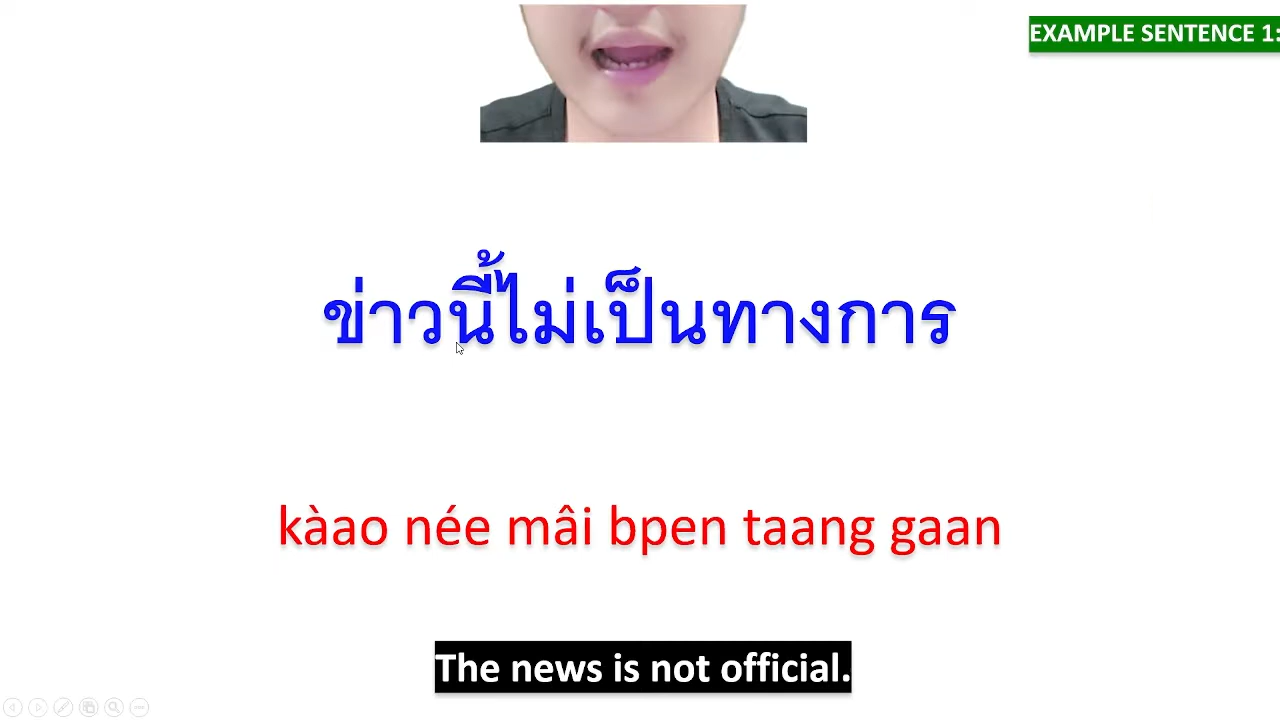 EXAMPLE SENTENCE 1:
ข่าวนี้ไม่เป็นทางการ
kàao née mâi bpen taang gaan
The news is not official.